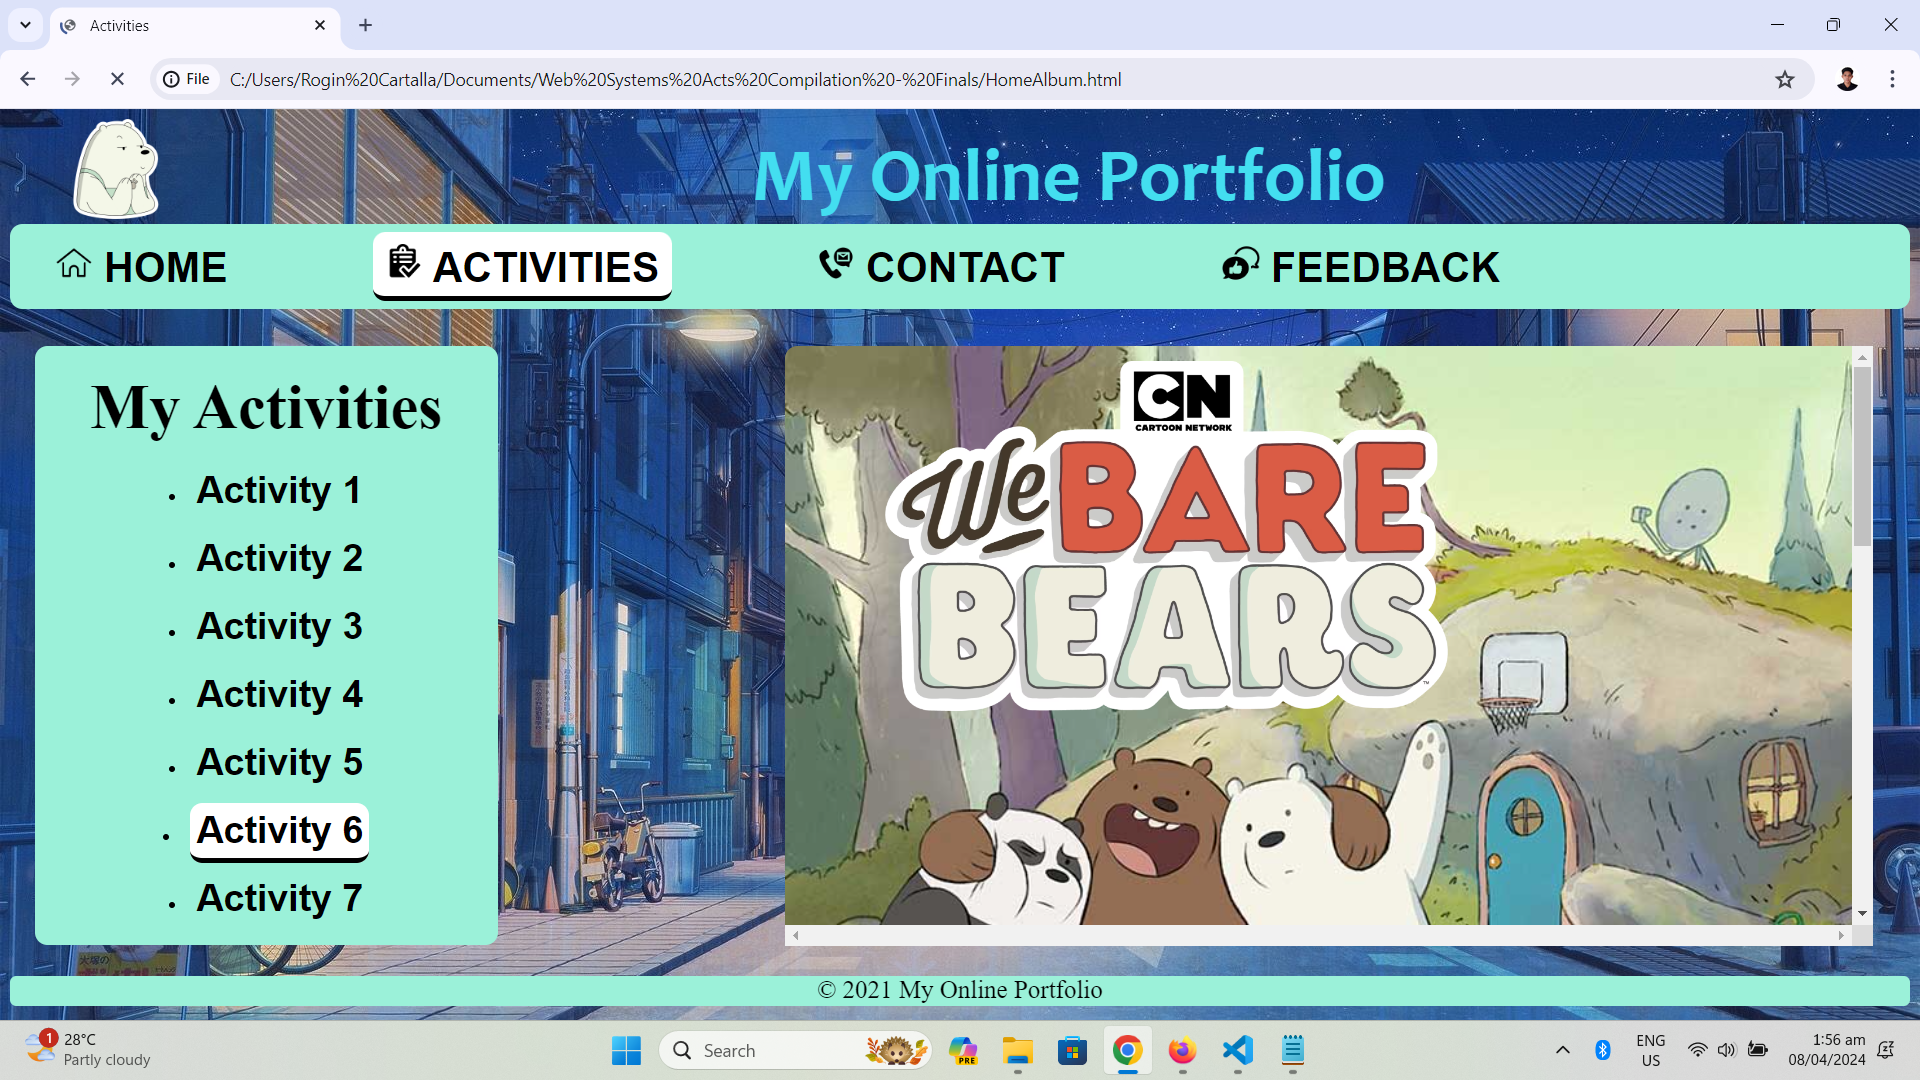 Activities
File
C:/Users/Rogin%20Cartalla/Documents/Web%20Systems%20Acts%20Compilation%20-%20Finals/HomeAlbum.html
My Online Portfolio
HOME
ACTIVITIES
CONTACT
FEEDBACK
My Activities
Activity 1
Activity 2
Activity 3
Activity 4
Activity 5
Activity 6
Activity 7
CN
CARTOON NETWORK
We BARE
BEARS™
© 2021 My Online Portfolio
1
28°C
Partly cloudy
Search
PRE
ENG
US
1:56 am
08/04/2024